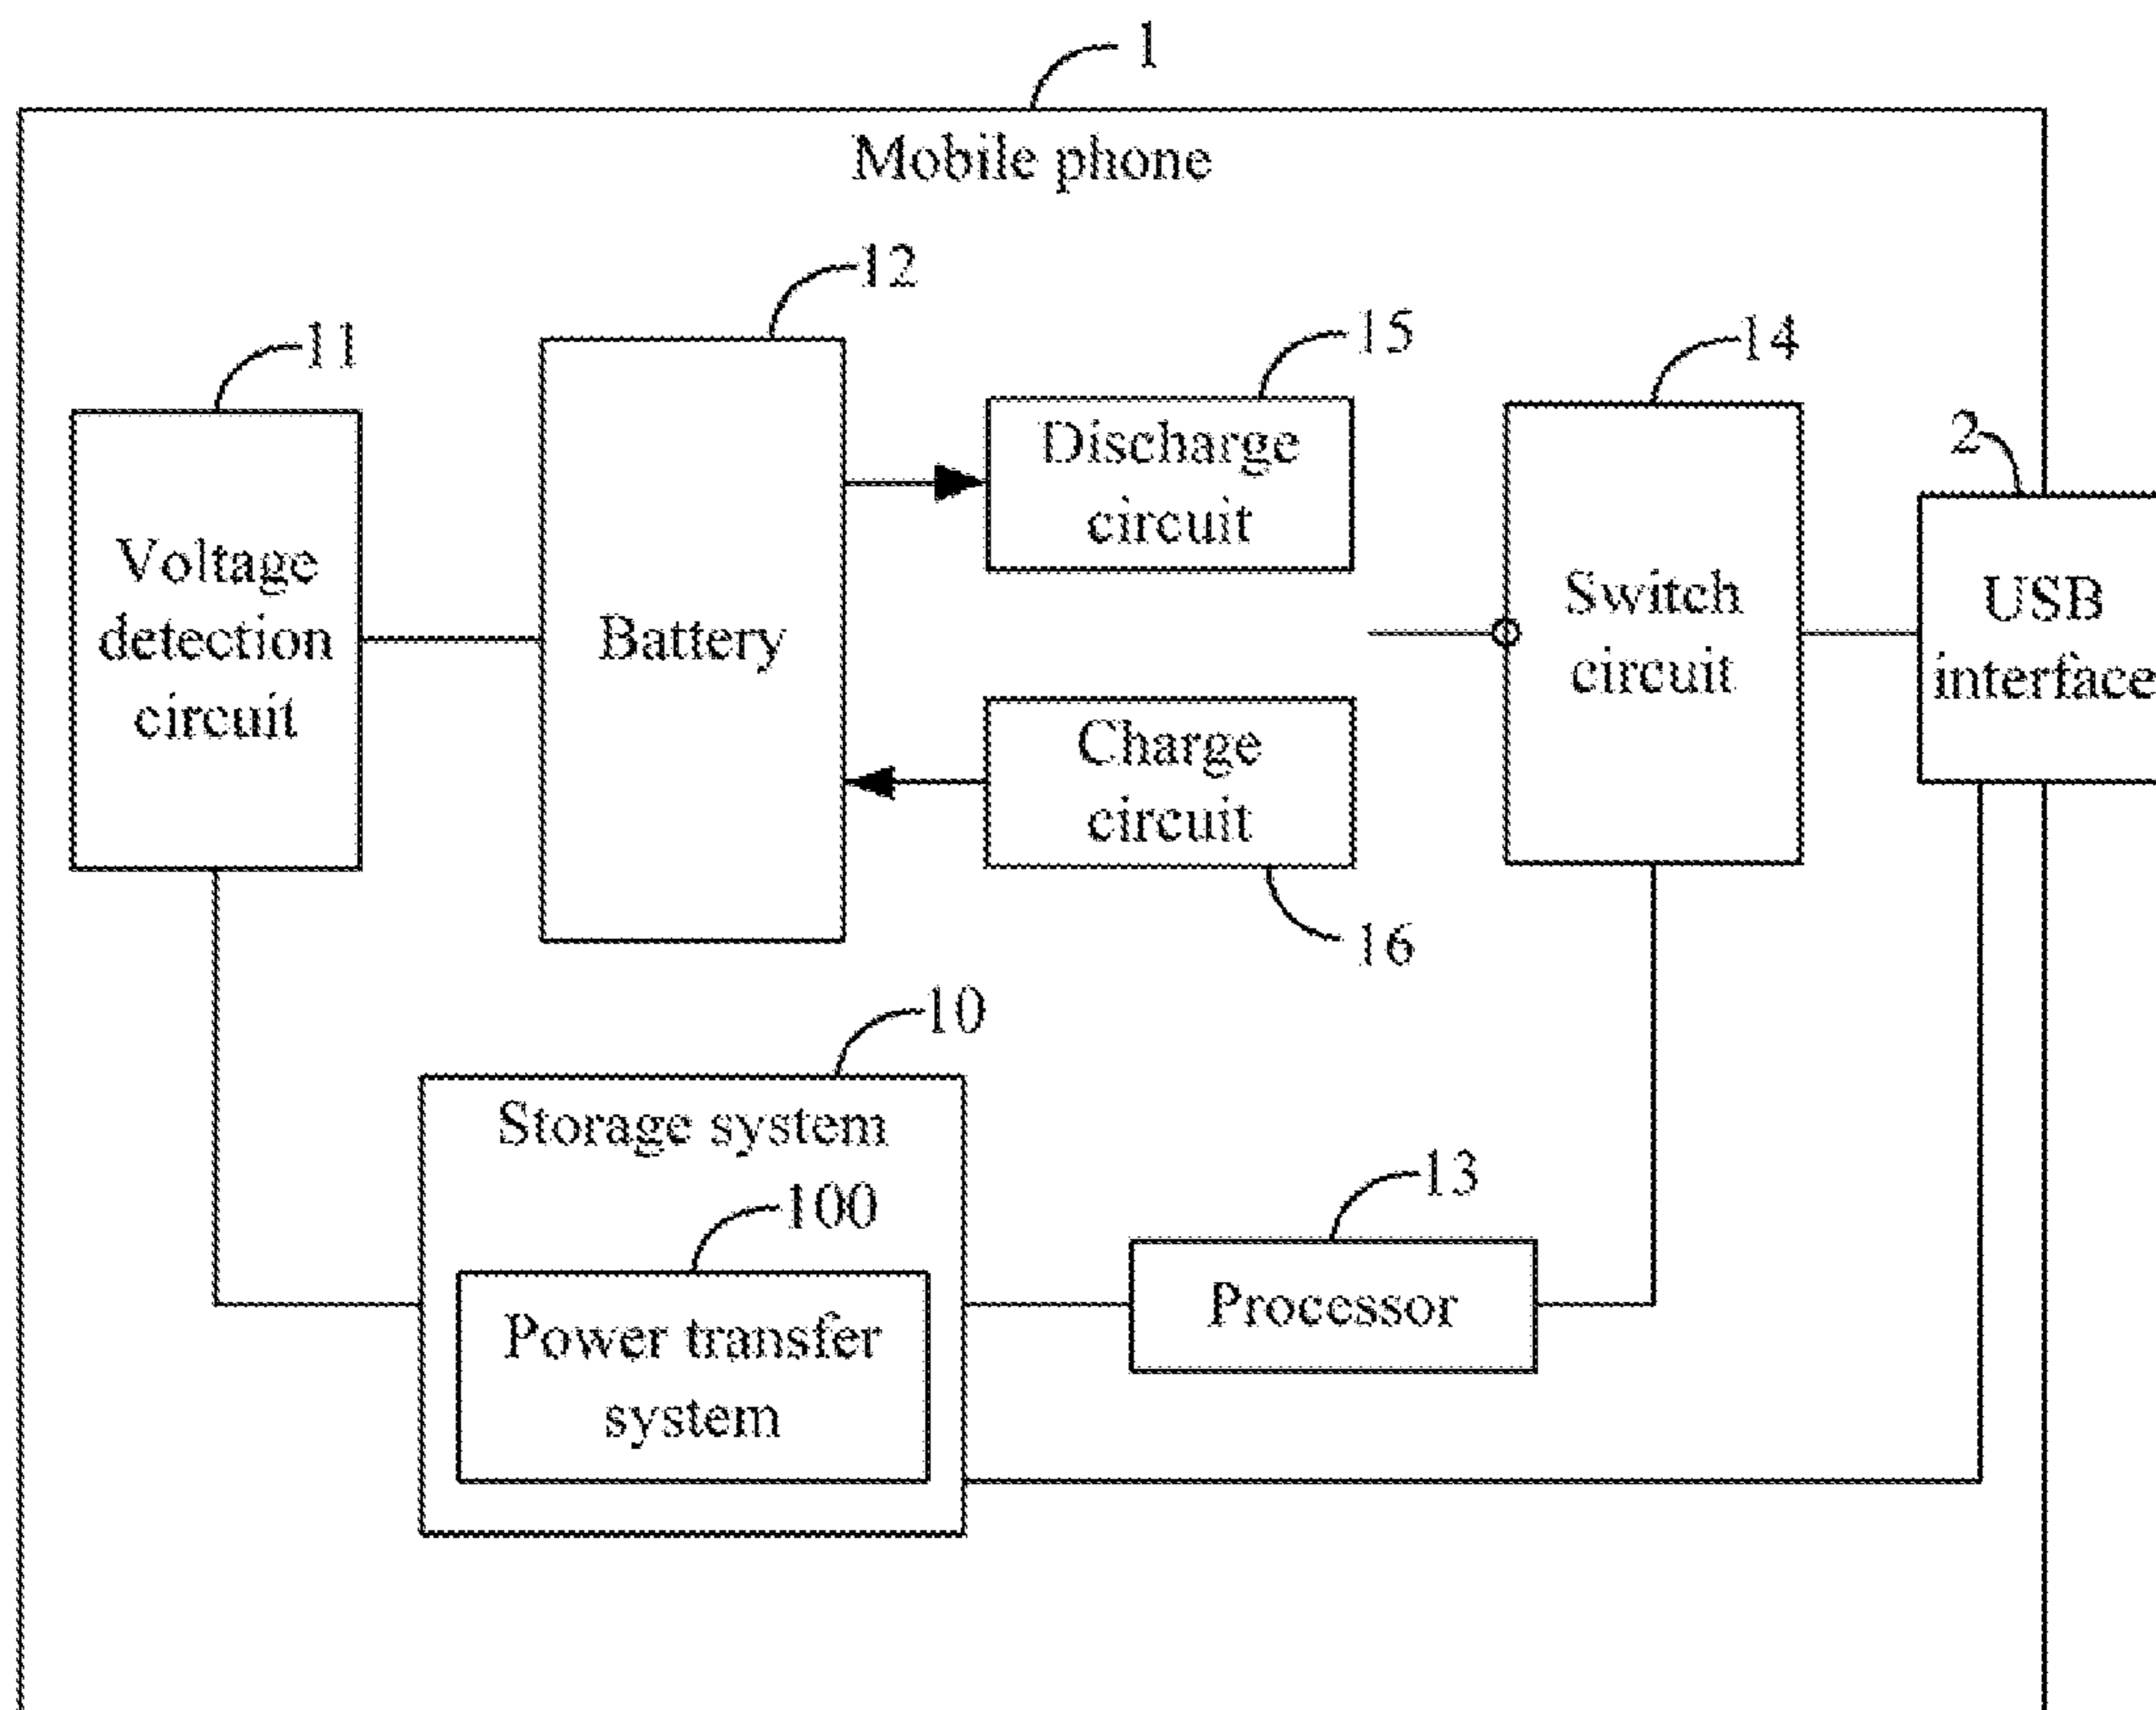 1
Mobile phone
12
11
15
14
2
Discharge
circuit
Voltage
detection
circuit
Battery
Switch
circuit
USB
interface
Charge
circuit
16
10
Storage system
13
100
Processor
Power transfer
system